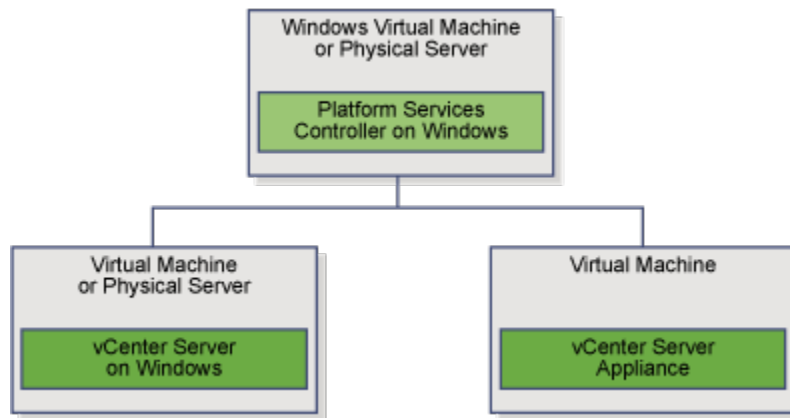 Windows Virtual Machine
or Physical Server
Platform Services
Controller on Windows
Virtual Machine
or Physical Server
vCenter Server
on Windows
Virtual Machine
vCenter Server
Appliance